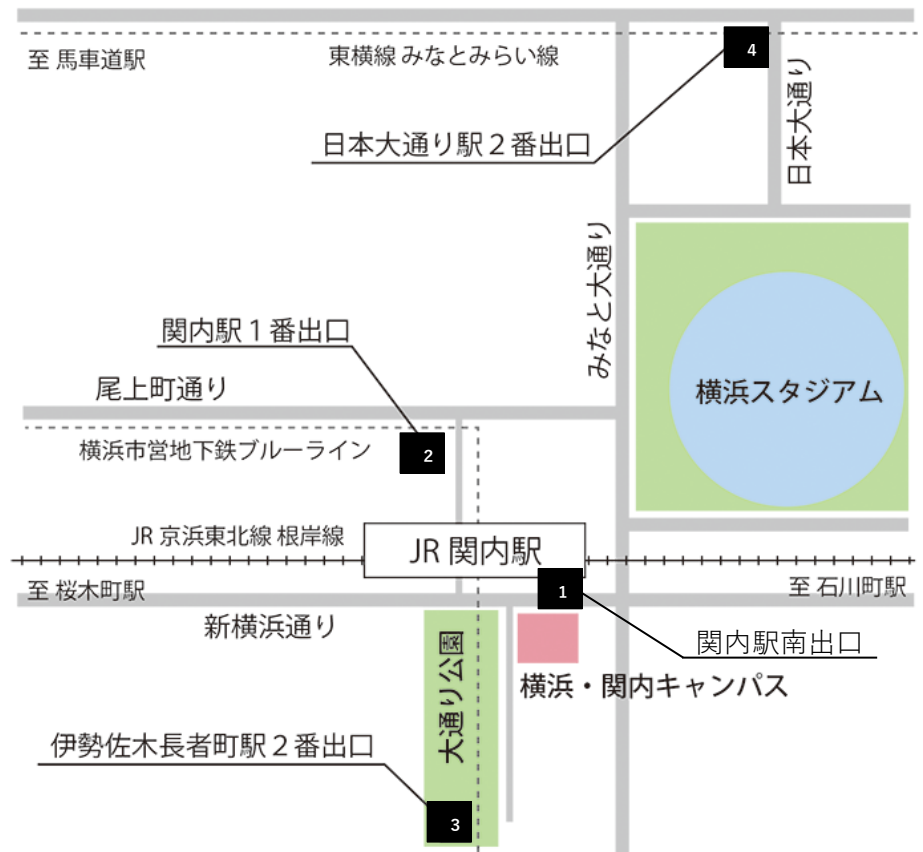 至 馬車道駅
東横線 みなとみらい線
4
日本大通り
日本大通り駅２番出口
みなと大通り
関内駅１番出口
尾上町通り
横浜スタジアム
横浜市営地下鉄ブルーライン
2
JR 京浜東北線 根岸線
JR 関内駅
至 桜木町駅
1
至 石川町駅
新横浜通り
関内駅南出口
大通り公園
横浜・関内キャンパス
伊勢佐木長者町駅２番出口
3